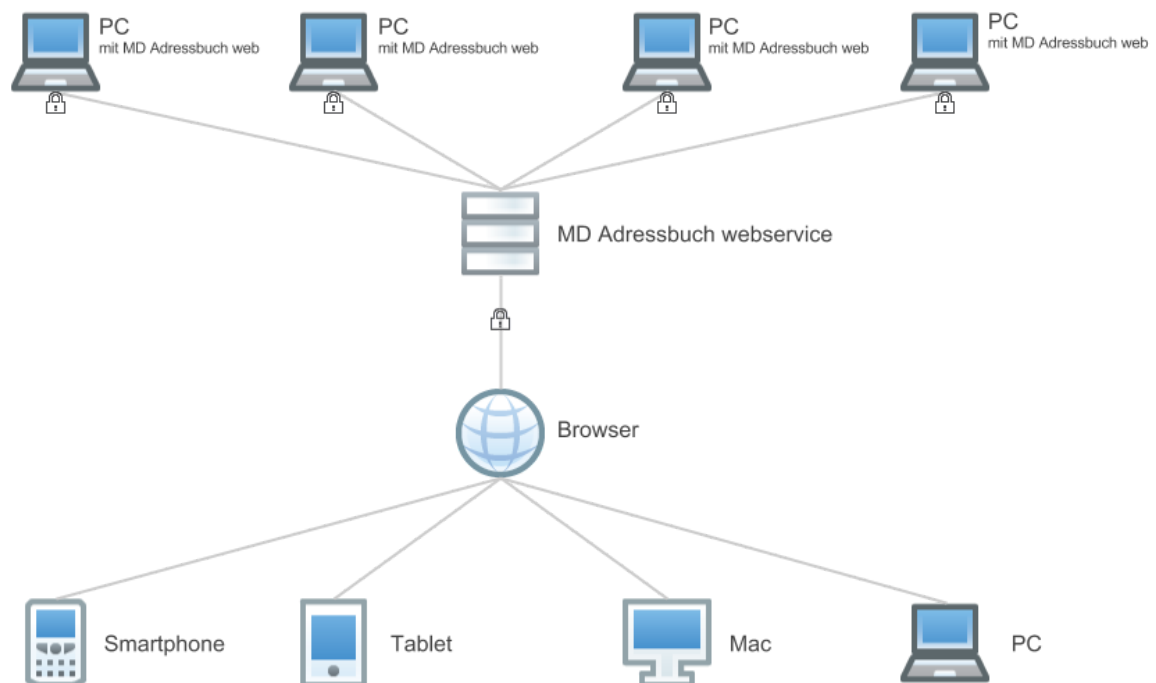 PC
mit MD Adressbuch web
PC
mit MD Adressbuch web
PC
mit MD Adressbuch web
PC
mit MD Adressbuch web
MD Adressbuch webservice
Browser
Smartphone
Tablet
Mac
PC